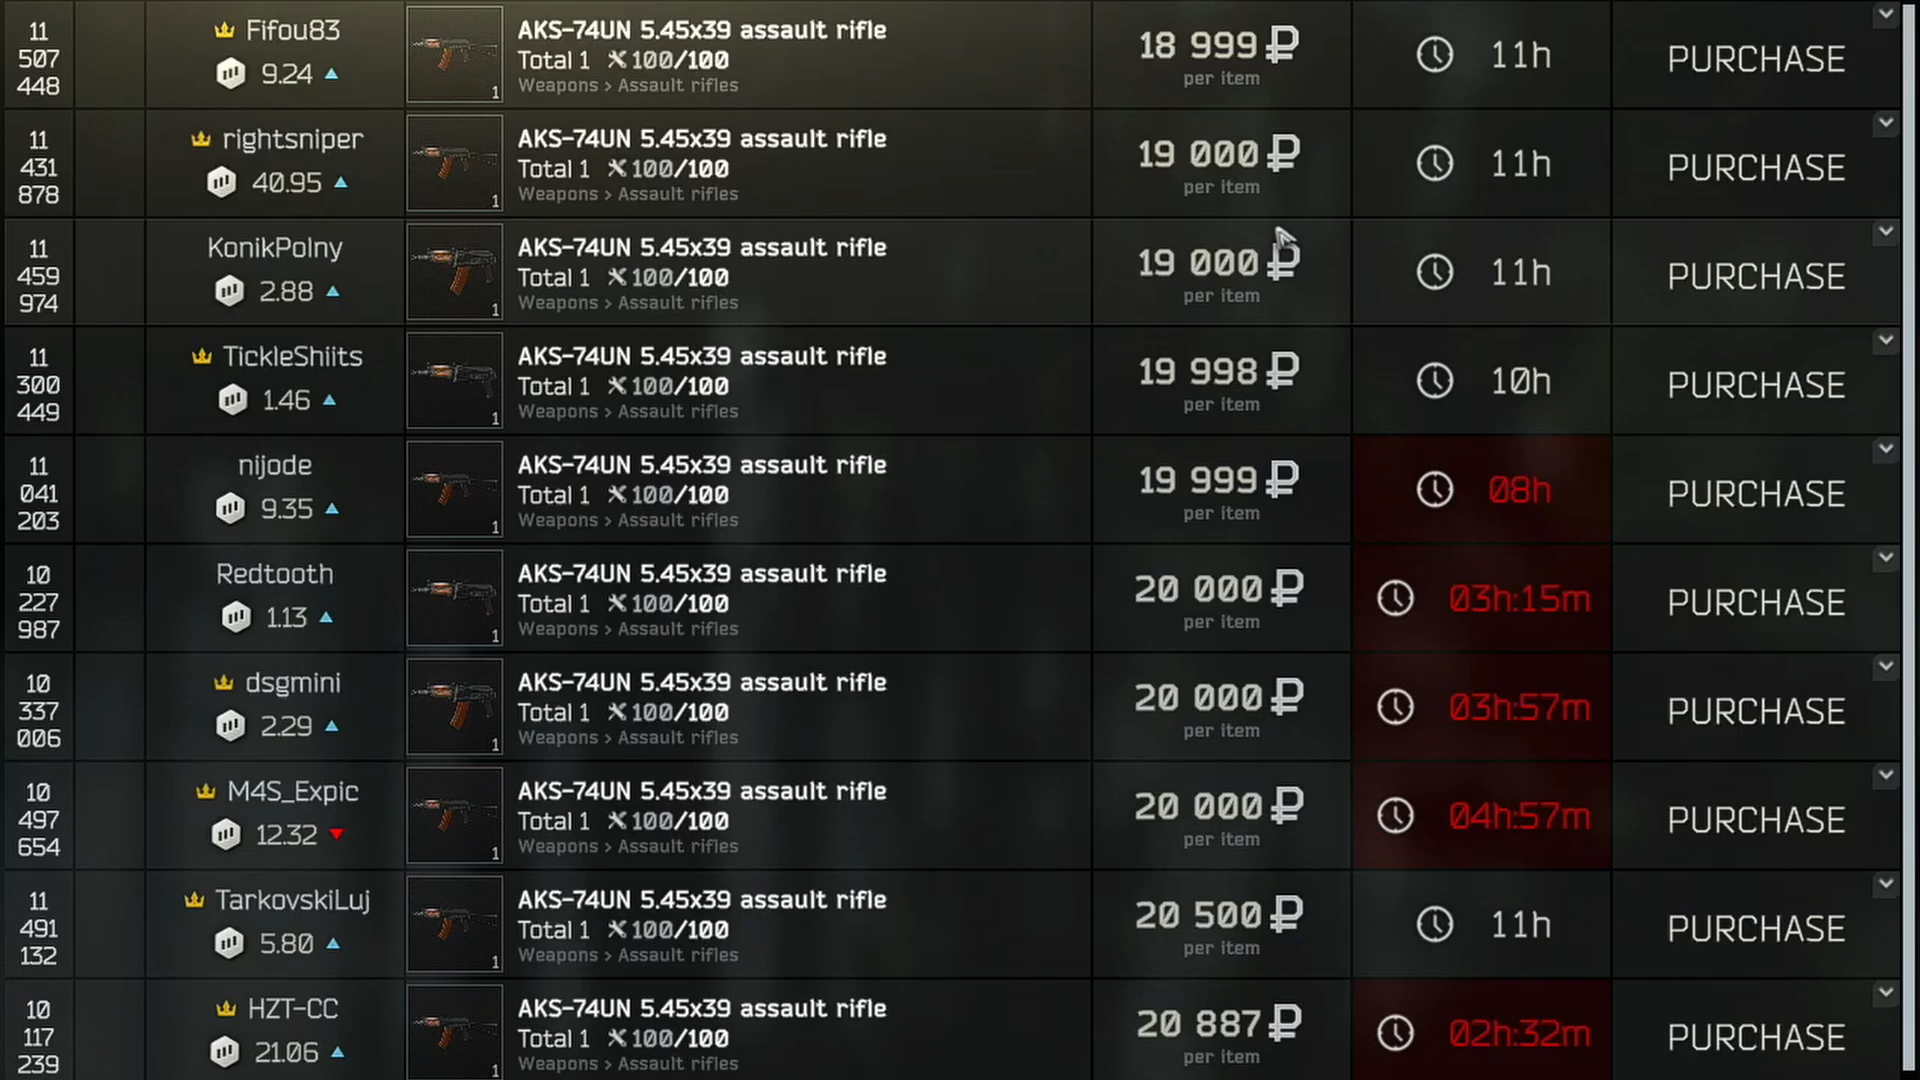 11
507
448
Fifou83
9.24
1
AKS-74UN 5.45x39 assault rifle
Total 1 100/100
Weapons > Assault rifles
18 999 ₽
per item
11h
PURCHASE
11
431
878
rightsniper
40.95
1
AKS-74UN 5.45x39 assault rifle
Total 1 100/100
Weapons > Assault rifles
19 000 ₽
per item
11h
PURCHASE
11
459
974
KonikPolny
2.88
1
AKS-74UN 5.45x39 assault rifle
Total 1 100/100
Weapons > Assault rifles
19 000 ₽
per item
11h
PURCHASE
11
300
449
TickleShiits
1.46
1
AKS-74UN 5.45x39 assault rifle
Total 1 100/100
Weapons > Assault rifles
19 998 ₽
per item
10h
PURCHASE
11
041
203
nijode
9.35
1
AKS-74UN 5.45x39 assault rifle
Total 1 100/100
Weapons > Assault rifles
19 999 ₽
per item
08h
PURCHASE
10
227
987
Redtooth
1.13
1
AKS-74UN 5.45x39 assault rifle
Total 1 100/100
Weapons > Assault rifles
20 000 ₽
per item
03h:15m
PURCHASE
10
337
006
dsgmini
2.29
1
AKS-74UN 5.45x39 assault rifle
Total 1 100/100
Weapons > Assault rifles
20 000 ₽
per item
03h:57m
PURCHASE
10
497
654
M4S_Expic
12.32
1
AKS-74UN 5.45x39 assault rifle
Total 1 100/100
Weapons > Assault rifles
20 000 ₽
per item
04h:57m
PURCHASE
11
491
132
TarkovskiLuj
5.80
1
AKS-74UN 5.45x39 assault rifle
Total 1 100/100
Weapons > Assault rifles
20 500 ₽
per item
11h
PURCHASE
10
117
239
HZT-CC
21.06
1
AKS-74UN 5.45x39 assault rifle
Total 1 100/100
Weapons > Assault rifles
20 887 ₽
per item
02h:32m
PURCHASE